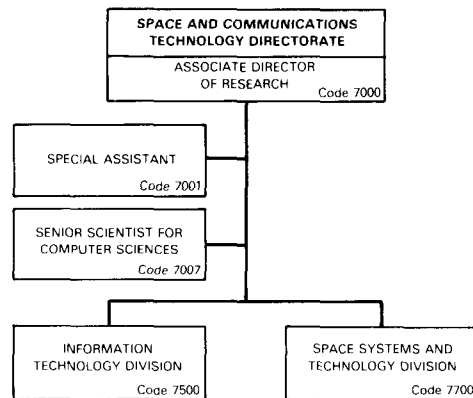 SPACE AND COMMUNICATIONS
TECHNOLOGY DIRECTORATE
ASSOCIATE DIRECTOR
OF RESEARCH
Code 7000
SPECIAL ASSISTANT
Code 7001
SENIOR SCIENTIST FOR
COMPUTER SCIENCES
Code 7007
INFORMATION
TECHNOLOGY DIVISION
Code 7500
SPACE SYSTEMS AND
TECHNOLOGY DIVISION
Code 7700